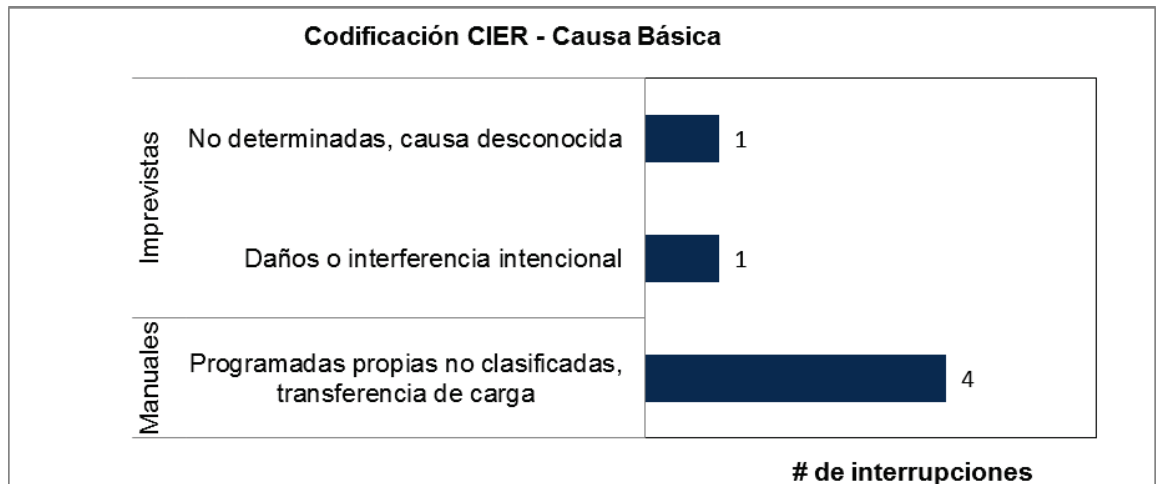 Codificación CIER - Causa Básica
Imprevistas
No determinadas, causa desconocida
1
Daños o interferencia intencional
1
Manuales
Programadas propias no clasificadas,
transferencia de carga
4
# de interrupciones